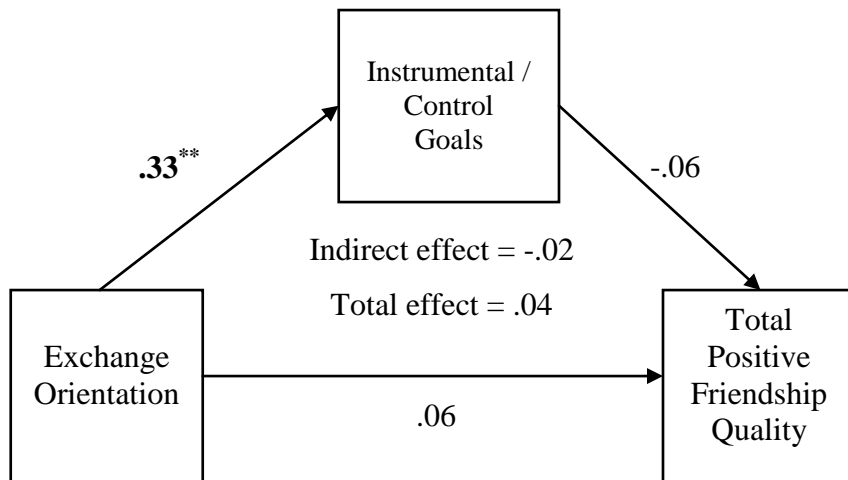 Instrumental /
Control
Goals
.33**
-.06
Indirect effect = -.02
Total effect = .04
Exchange
Orientation
.06
Total
Positive
Friendship
Quality